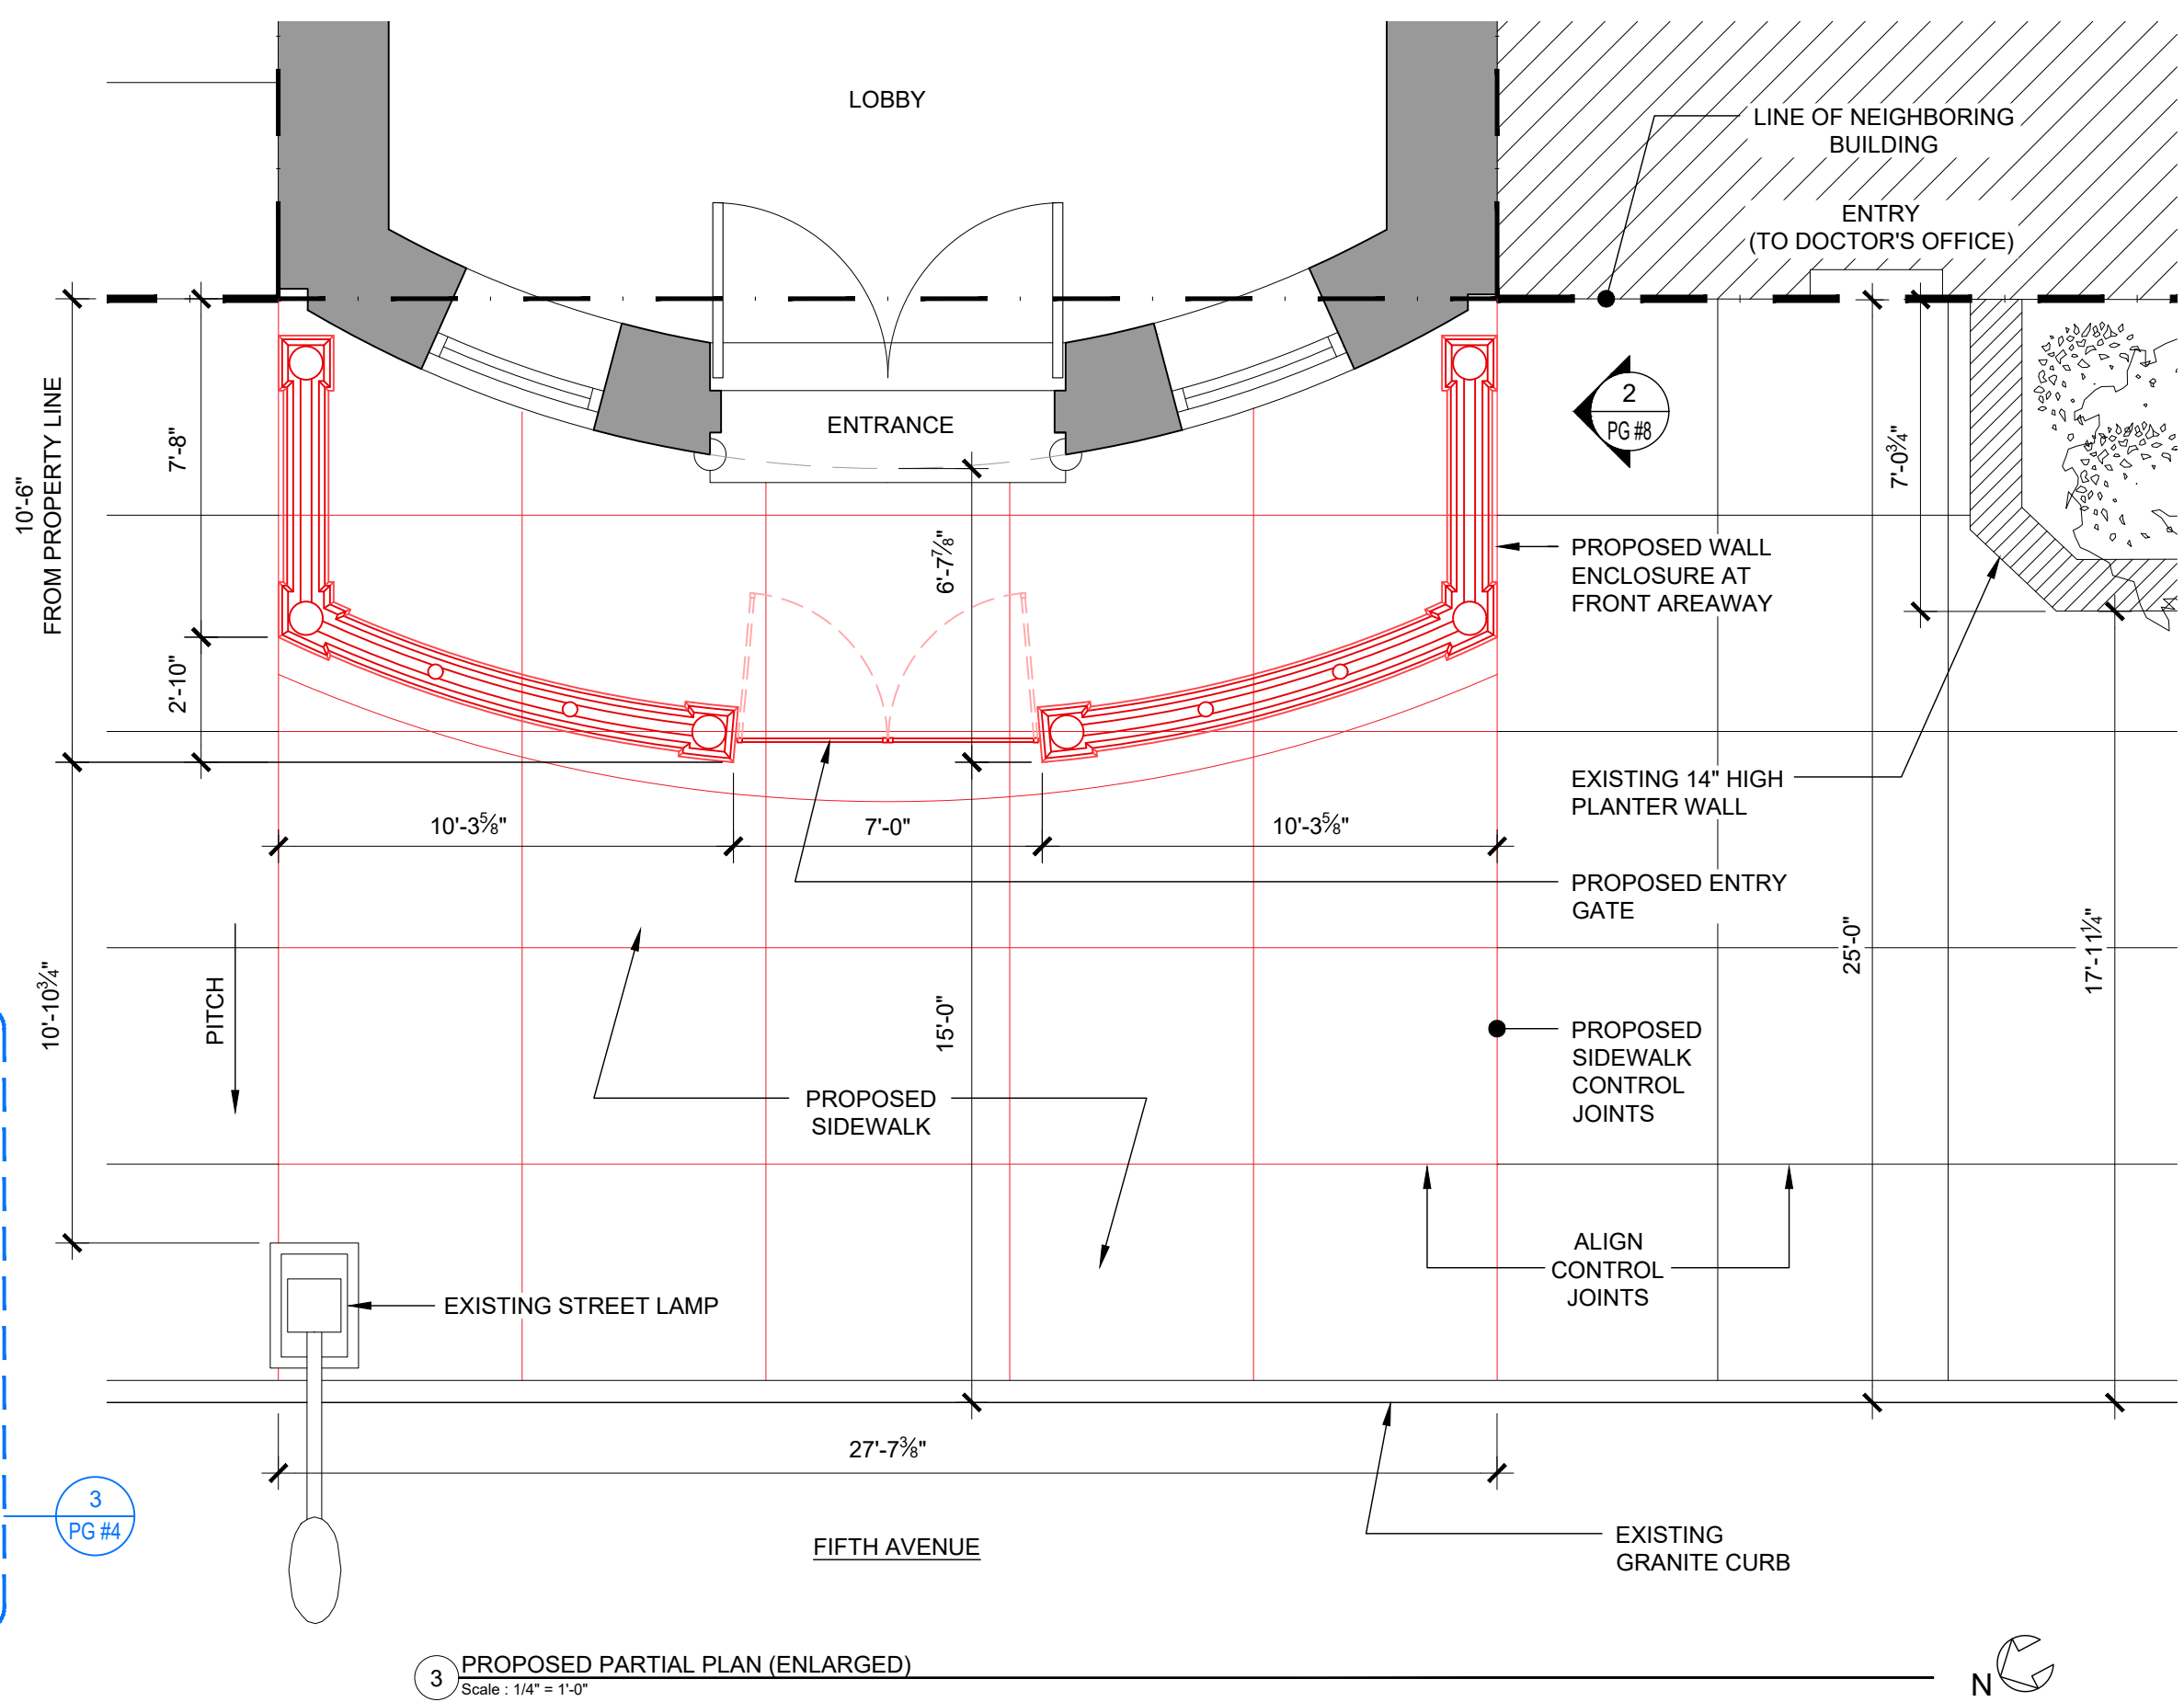 LOBBY
LINE OF NEIGHBORING
BUILDING
ENTRY
(TO DOCTOR'S OFFICE)
10'-6"
FROM PROPERTY LINE
7'-8"
ENTRANCE
2
PG #8
7'-0¾"
6'-7⅞"
PROPOSED WALL
ENCLOSURE AT
FRONT AREAWAY
2'-10"
EXISTING 14" HIGH
PLANTER WALL
10'-3⅝"
7'-0"
10'-3⅝"
PROPOSED ENTRY
GATE
10'-10¾"
PITCH
15'-0"
25'-0"
17'-11¼"
PROPOSED
SIDEWALK
CONTROL
JOINTS
PROPOSED
SIDEWALK
ALIGN
CONTROL
JOINTS
EXISTING STREET LAMP
27'-7⅜"
3
PG #4
FIFTH AVENUE
EXISTING
GRANITE CURB
3
PROPOSED PARTIAL PLAN (ENLARGED)
Scale : 1/4" = 1'-0"
N